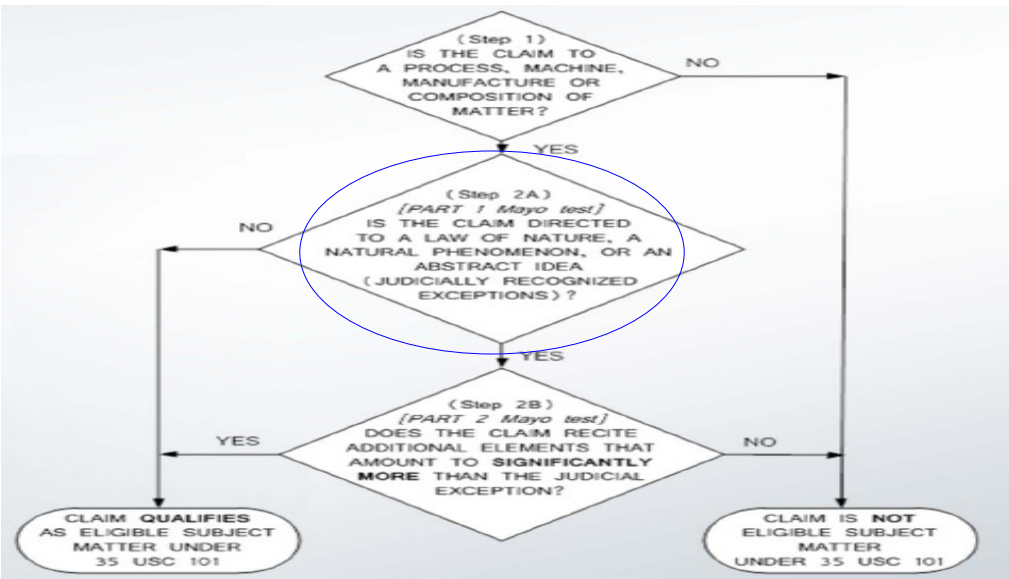 (Step 1)
IS THE CLAIM TO
A PROCESS, MACHINE,
MANUFACTURE OR
COMPOSITION OF
MATTER?
NO
YES
(Step 2A)
[PART 1 Mayo test]
IS THE CLAIM DIRECTED
TO A LAW OF NATURE, A
NATURAL PHENOMENON, OR AN
ABSTRACT IDEA
(JUDICIALLY RECOGNIZED
EXCEPTIONS)?
NO
YES
(Step 2B)
[PART 2 Mayo test]
DOES THE CLAIM RECITE
ADDITIONAL ELEMENTS THAT
AMOUNT TO SIGNIFICANTLY
MORE THAN THE JUDICIAL
EXCEPTION?
YES
NO
CLAIM QUALIFIES
AS ELIGIBLE SUBJECT
MATTER UNDER
35 USC 101
CLAIM IS NOT
ELIGIBLE SUBJECT
MATTER
UNDER 35 USC 101